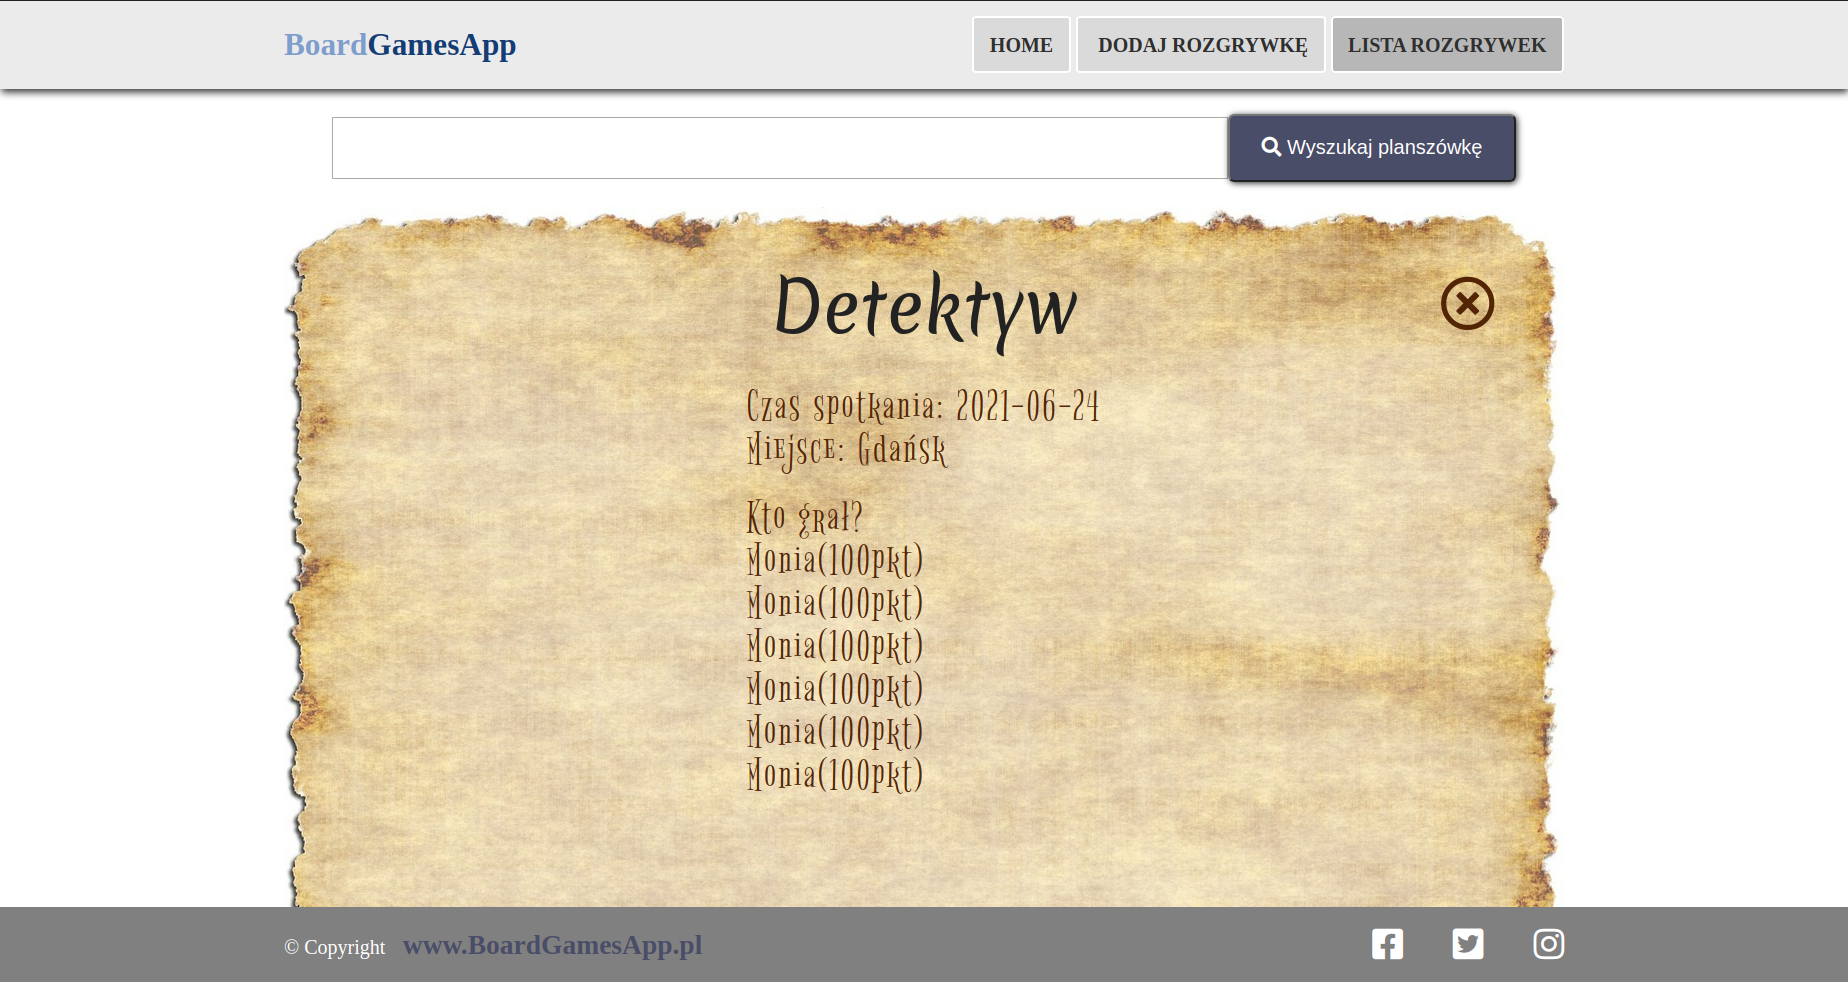 BoardGamesApp
HOME
DODAJ ROZGRYWKĘ
LISTA ROZGRYWEK
Wyszukaj planszówkę
Detektyw
Czas spotkania: 2021-06-24
Miejsce: Gdańsk
Kto grał?
Monia(100pkt)
Monia(100pkt)
Monia(100pkt)
Monia(100pkt)
Monia(100pkt)
Monia(100pkt)
© Copyright www.BoardGamesApp.pl